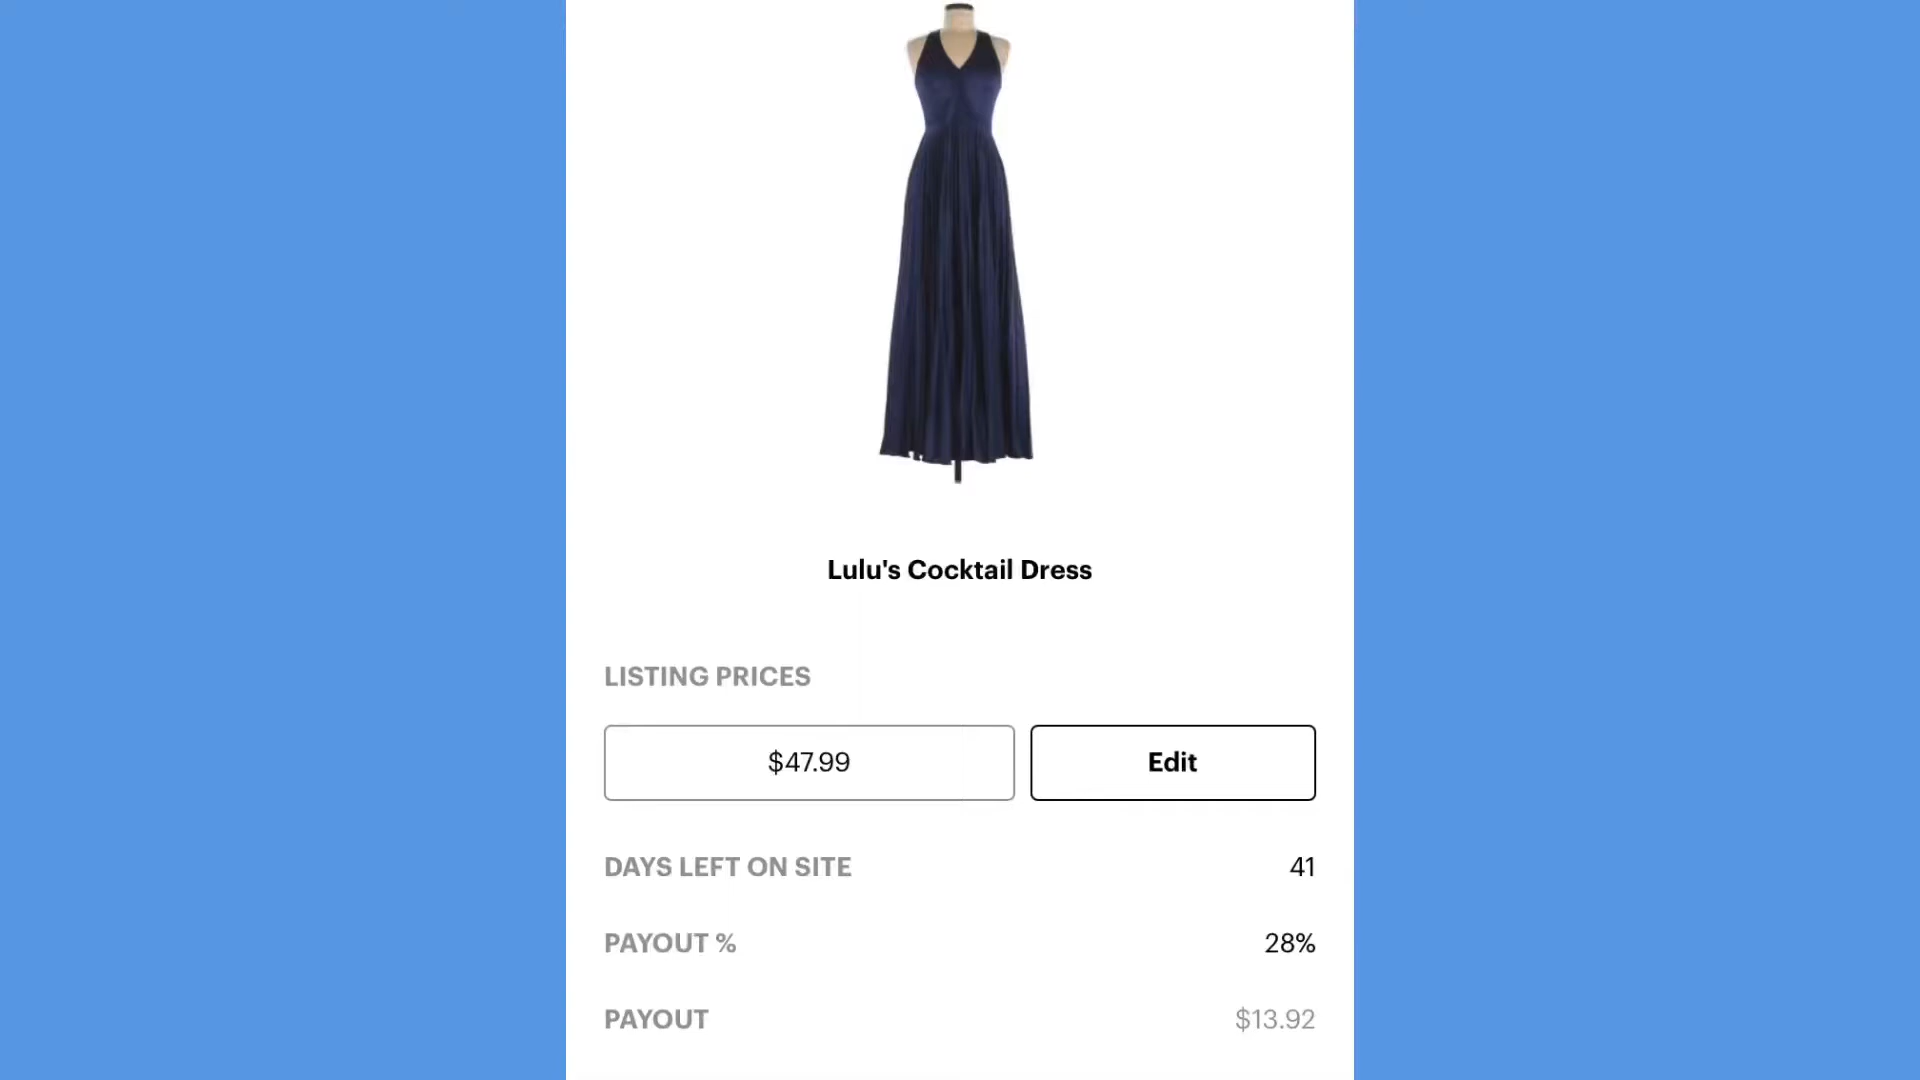 Lulu's Cocktail Dress
LISTING PRICES
$47.99 Edit
DAYS LEFT ON SITE 41
PAYOUT % 28%
PAYOUT $13.92